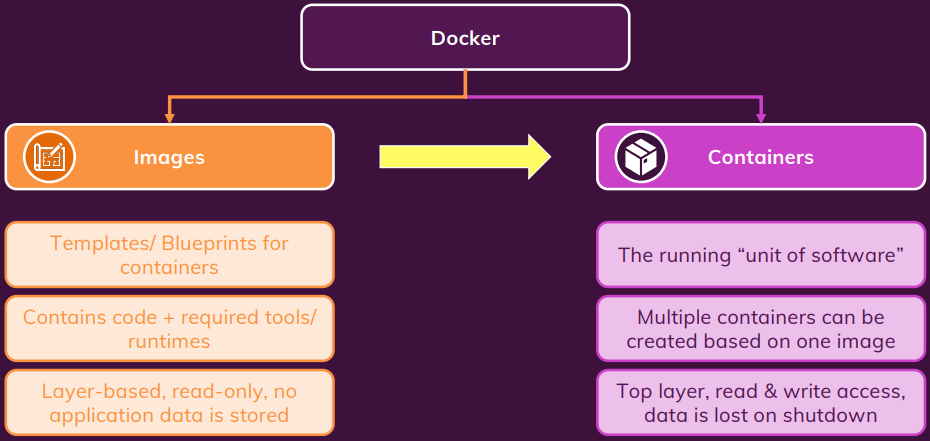 Docker
Images
Containers
Templates/ Blueprints for
containers
Contains code + required tools/
runtimes
Layer-based, read-only, no
application data is stored
The running “unit of software”
Multiple containers can be
created based on one image
Top layer, read & write access,
data is lost on shutdown